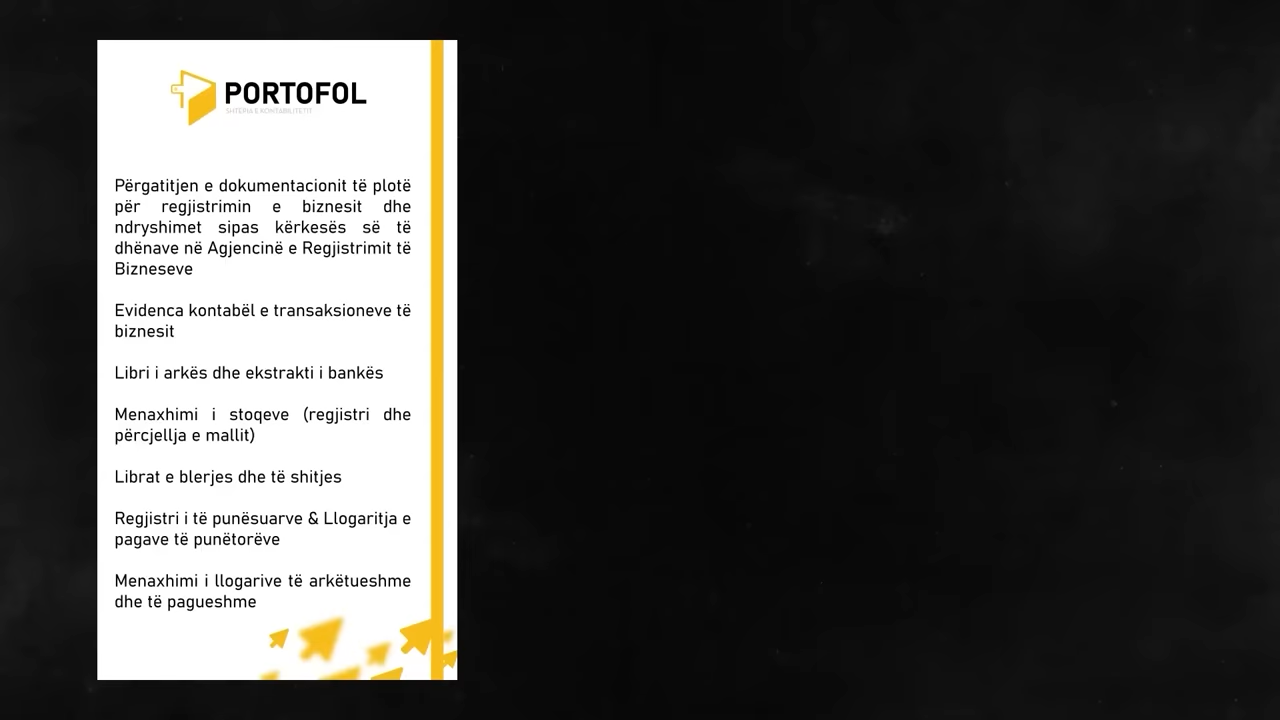 PORTOFOL
SHTËPIA E KONTABILITETIT
Përgatitjen e dokumentacionit të plotë
për regjistrimin e biznesit dhe
ndryshimet sipas kërkesës së të
dhënave në Agjencinë e Regjistrimit të
Bizneseve
Evidenca kontabël e transaksioneve të
biznesit
Libri i arkës dhe ekstrakti i bankës
Menaxhimi i stoqeve (regjistri dhe
përcjellja e mallit)
Librat e blerjes dhe të shitjes
Regjistri i të punësuarve & Llogaritja e
pagave të punëtorëve
Menaxhimi i llogarive të arkëtueshme
dhe të pagueshme